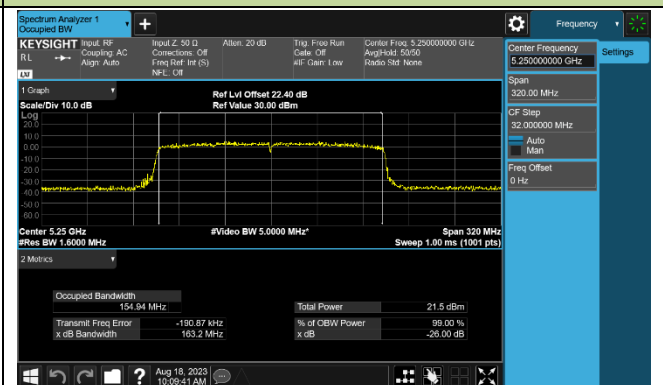 Spectrum Analyzer 1
Occupied BW
+
Frequency
KEYSIGHT
RL
LXI
Input: RF
Coupling: AC
Align: Auto
Input Z: 50 Ω
Corrections: Off
Freq Ref: Int (S)
NFE: Off
Atten: 20 dB
Trig: Free Run
Gate: Off
#IF Gain: Low
Center Freq: 5.250000000 GHz
Avg|Hold: 50/50
Radio Std: None
Center Frequency
5.250000000 GHz
Settings
Span
320.00 MHz
CF Step
32.000000 MHz
Auto
Man
Freq Offset
0 Hz
1 Graph
Scale/Div 10.0 dB
Ref Lvl Offset 22.40 dB
Ref Value 30.00 dBm
Log
20.0
10.0
0.00
-10.0
-20.0
-30.0
-40.0
-50.0
-60.0
Center 5.25 GHz
#Res BW 1.6000 MHz
#Video BW 5.0000 MHz*
Span 320 MHz
Sweep 1.00 ms (1001 pts)
2 Metrics
Occupied Bandwidth
154.94 MHz
Total Power 21.5 dBm
Transmit Freq Error -190.87 kHz
% of OBW Power 99.00 %
x dB Bandwidth 163.2 MHz
x dB -26.00 dB
?
Aug 18, 2023
10:09:41 AM